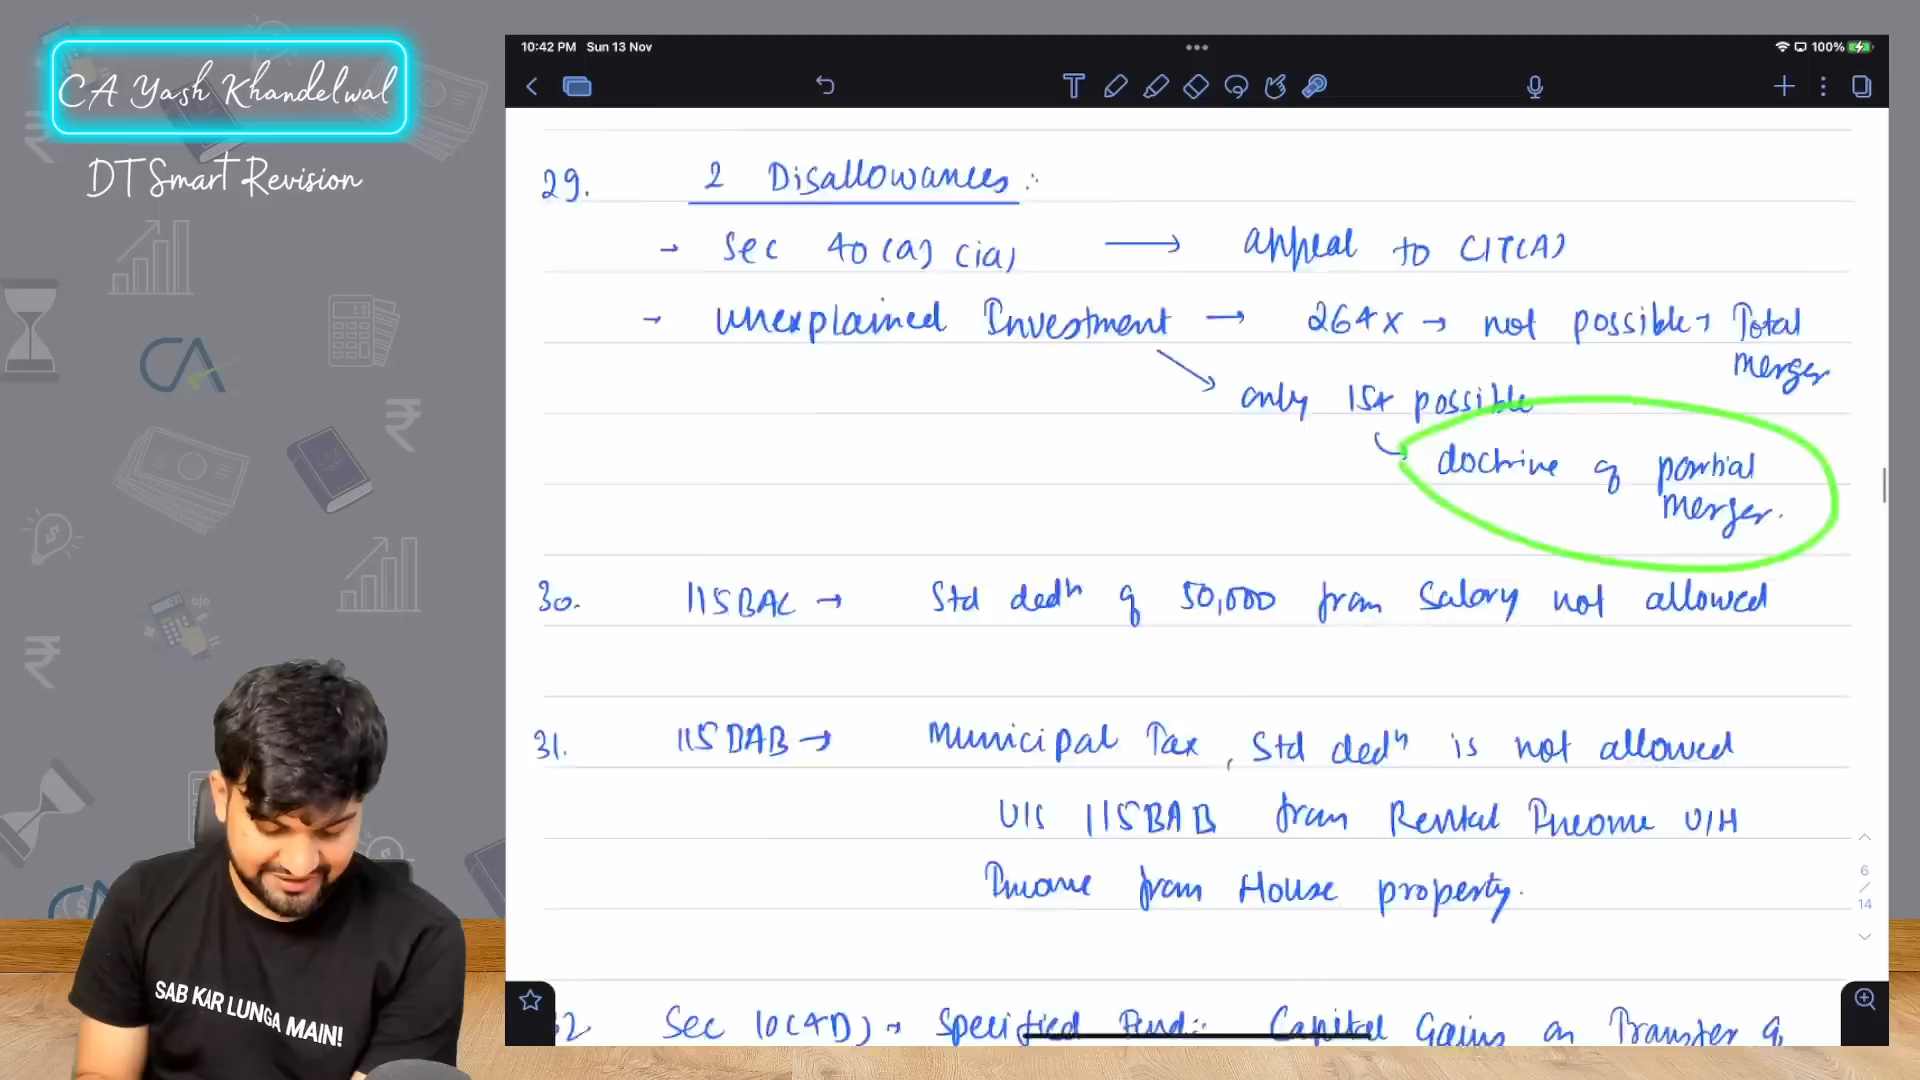 CA Yash Khandelwal
DT Smart Revision
10:42 PM Sun 13 Nov
100%
29. 2 Disallowances :
→ Sec 40(a)(ia) → appeal to CIT(A)
→ unexplained Investment → 264 x → not possible → Total merger
only 154 possible
doctrine of partial merger.
30. 115BAC → Std dedn of 50,000 from Salary not allowed
31. 115BAB → Municipal Tax, Std dedn is not allowed
U/S 115BAB from Rental Income U/H
Income from House property.
32 Sec 10(4D) → Specified Fund: Capital Gains on Transfer of
6
/
14
CA
SAB KAR LUNGA MAIN!